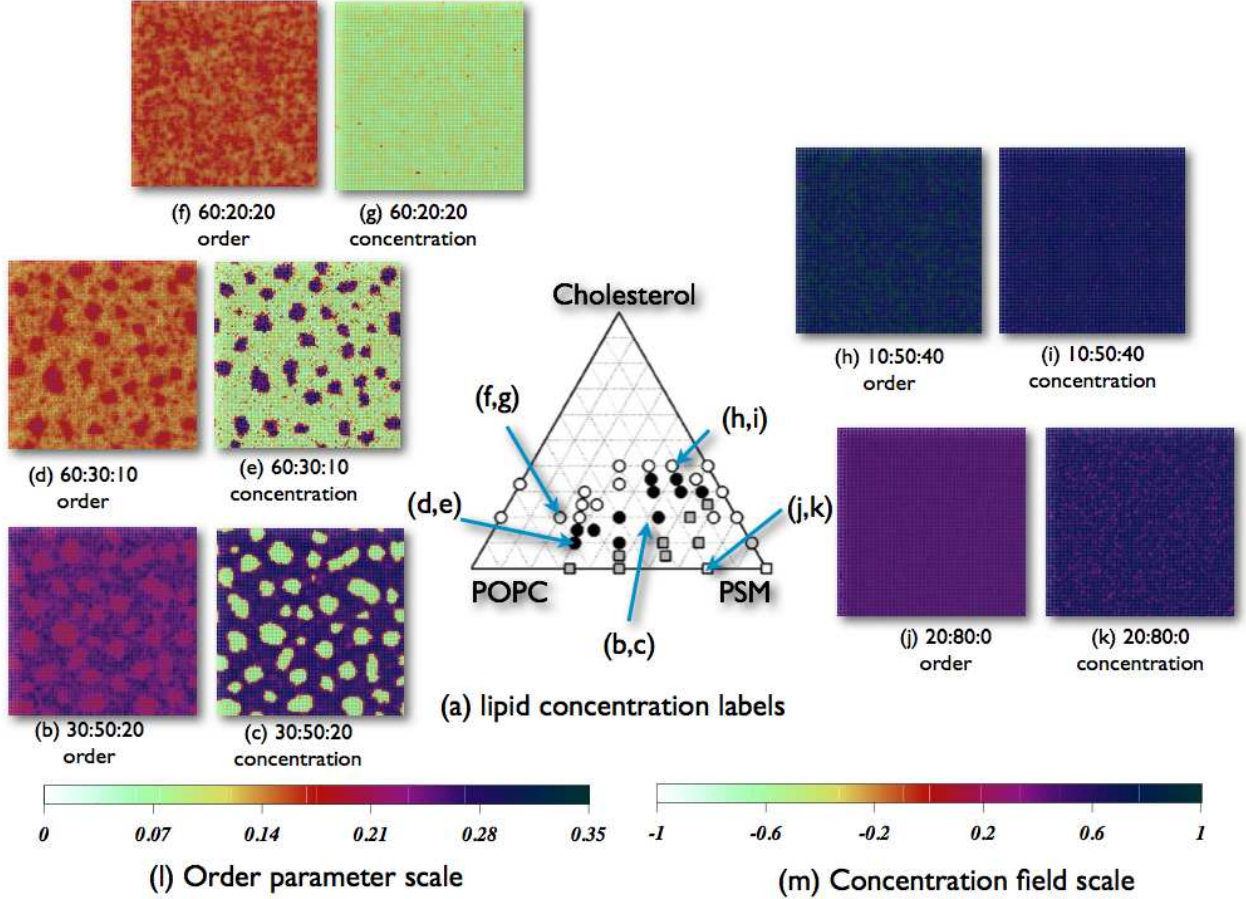 (f) 60:20:20
order
(g) 60:20:20
concentration
(d) 60:30:10
order
(e) 60:30:10
concentration
(b) 30:50:20
order
(c) 30:50:20
concentration
Cholesterol
(f,g)
(h,i)
(d,e)
(j,k)
POPC
PSM
(b,c)
(a) lipid concentration labels
(h) 10:50:40
order
(i) 10:50:40
concentration
(j) 20:80:0
order
(k) 20:80:0
concentration
0 0.07 0.14 0.21 0.28 0.35
(l) Order parameter scale
-1 -0.6 -0.2 0.2 0.6 1
(m) Concentration field scale